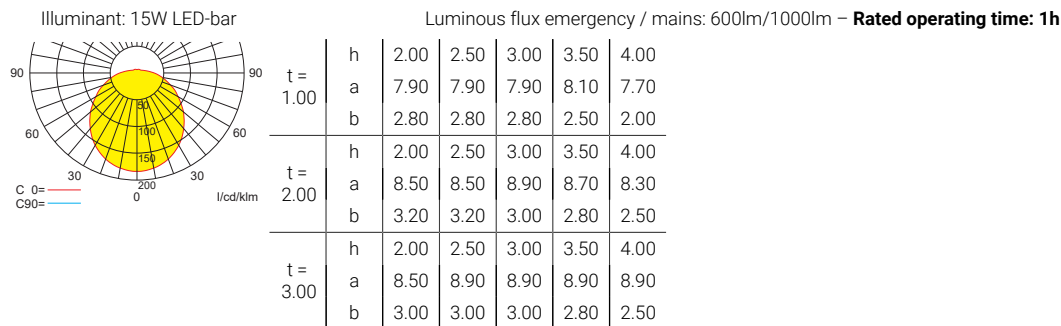 Illuminant: 15W LED-bar
Luminous flux emergency / mains: 600lm/1000lm – Rated operating time: 1h
90 90
60 60
30 30
0
50
100
150
200
C 0=
C90=
l/cd/klm
t = 1.00
h 2.00 2.50 3.00 3.50 4.00
a 7.90 7.90 7.90 8.10 7.70
b 2.80 2.80 2.80 2.50 2.00
t = 2.00
h 2.00 2.50 3.00 3.50 4.00
a 8.50 8.50 8.90 8.70 8.30
b 3.20 3.20 3.00 2.80 2.50
t = 3.00
h 2.00 2.50 3.00 3.50 4.00
a 8.50 8.90 8.90 8.90 8.90
b 3.00 3.00 3.00 2.80 2.50